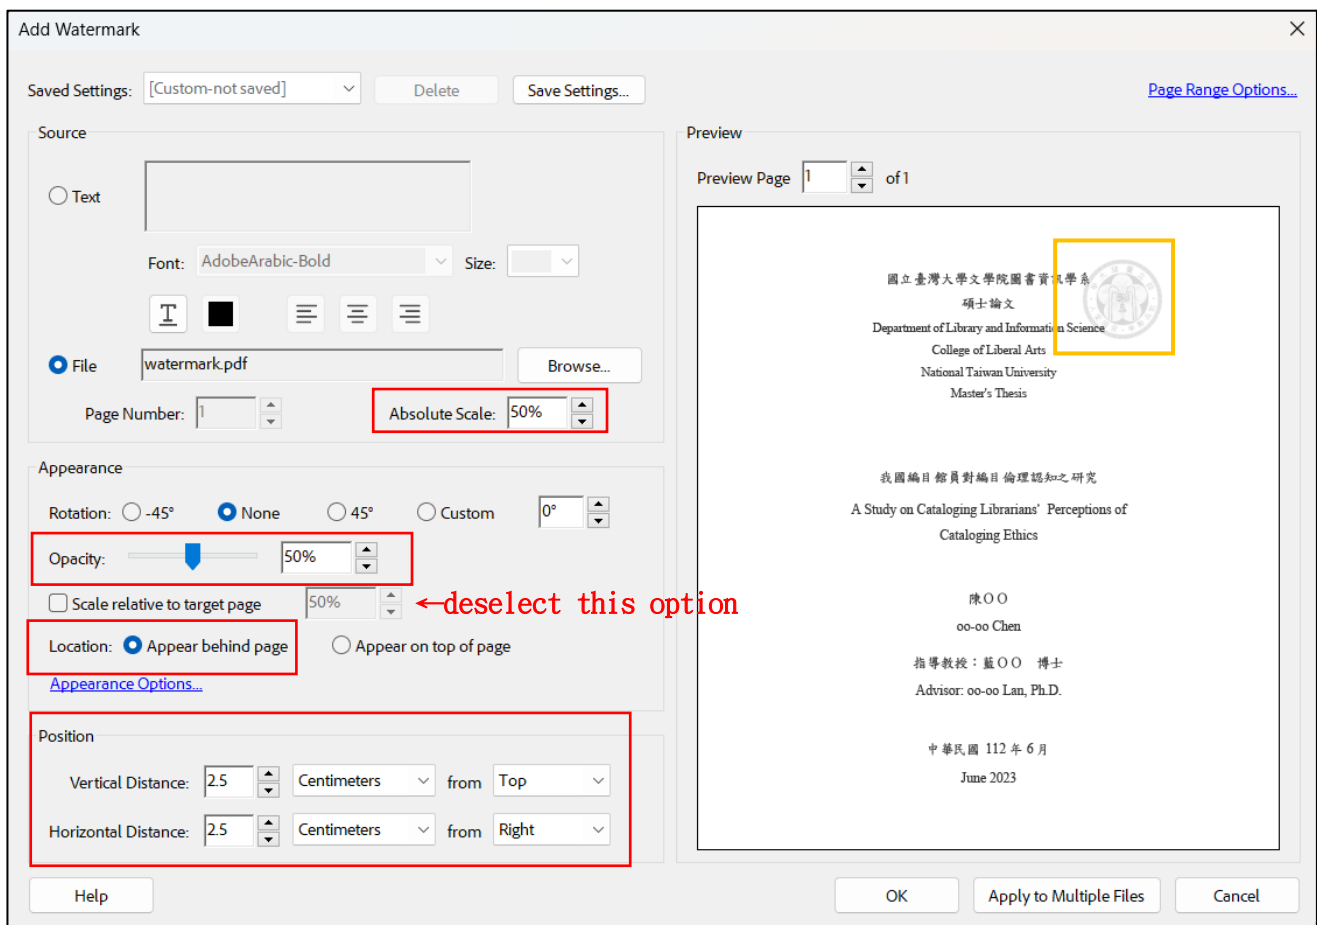 Add Watermark
Saved Settings: [Custom-not saved] Delete Save Settings... Page Range Options...
Source
Text
Font: AdobeArabic-Bold Size:
File watermark.pdf Browse...
Page Number: 1 Absolute Scale: 50%
Appearance
Rotation: -45° None 45° Custom 0°
Opacity: 50%
Scale relative to target page 50% ←deselect this option
Location: Appear behind page Appear on top of page
Appearance Options...
Position
Vertical Distance: 2.5 Centimeters from Top
Horizontal Distance: 2.5 Centimeters from Right
Preview
Preview Page 1 of 1
國立臺灣大學文學院圖書資訊學系
碩士論文
Department of Library and Information Science
College of Liberal Arts
National Taiwan University
Master's Thesis
我國編目館員對編目倫理認知之研究
A Study on Cataloging Librarians' Perceptions of
Cataloging Ethics
陳○○
oo-oo Chen
指導教授：藍○○ 博士
Advisor: oo-oo Lan, Ph.D.
中華民國 112 年 6 月
June 2023
Help OK Apply to Multiple Files Cancel